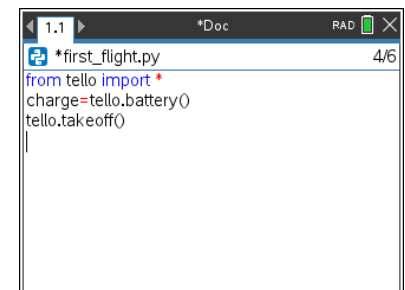 1.1
*Doc
RAD
*first_flight.py
4/6
from tello import *
charge=tello.battery()
tello.takeoff()